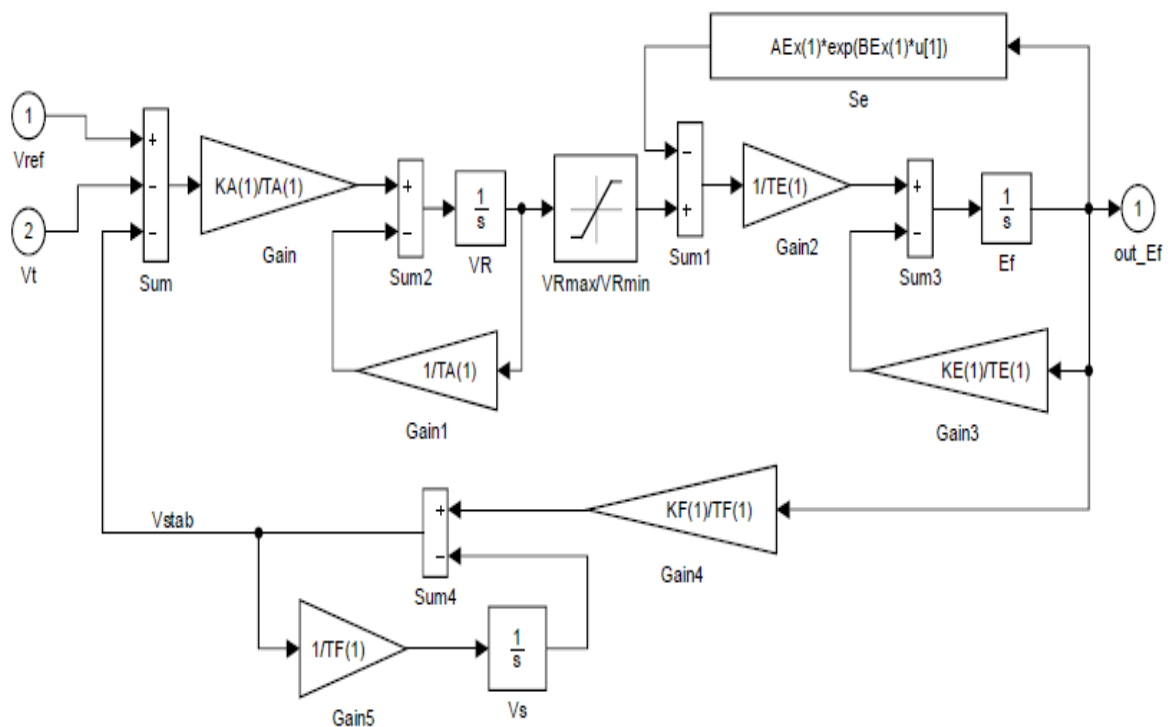 AEx(1)*exp(BEx(1)*u[1])
Se
1
Vref
2
Vt
+
−
−
Sum
KA(1)/TA(1)
Gain
+
−
Sum2
1
s
VR
VRmax/VRmin
−
+
Sum1
1/TE(1)
Gain2
+
−
Sum3
1
s
Ef
1
out_Ef
1/TA(1)
Gain1
KE(1)/TE(1)
Gain3
Vstab
+
−
Sum4
KF(1)/TF(1)
Gain4
1/TF(1)
Gain5
1
s
Vs